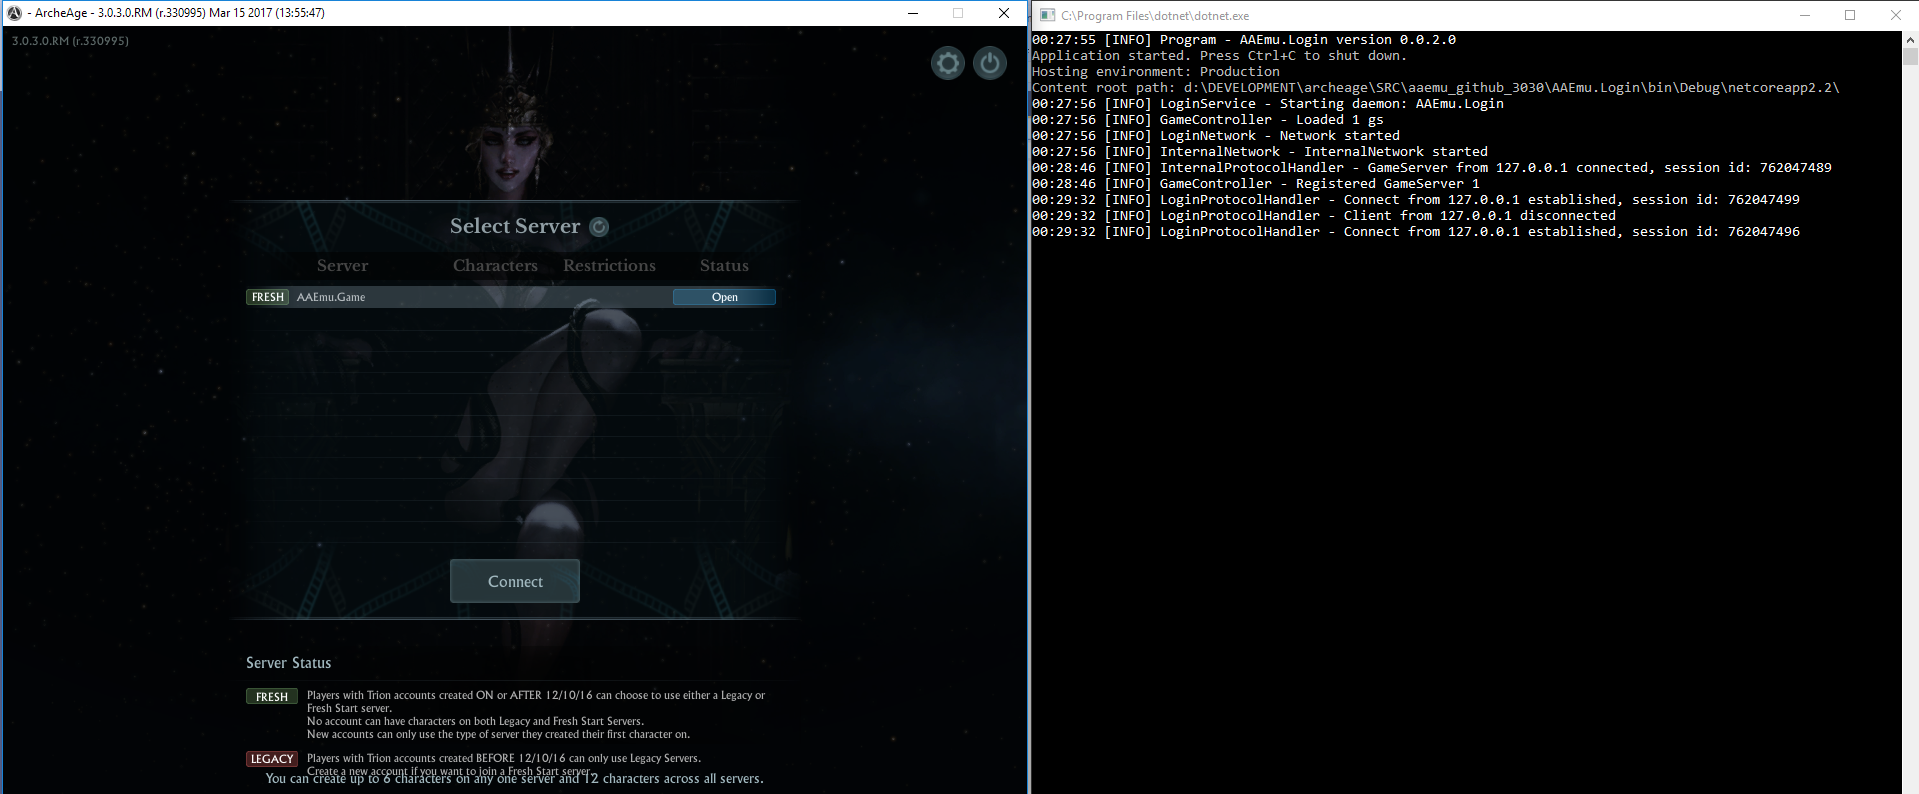 - ArcheAge - 3.0.3.0.RM (r.330995) Mar 15 2017 (13:55:47)
3.0.3.0.RM (r.330995)
Select Server
Server Characters Restrictions Status
FRESH AAEmu.Game Open
Connect
Server Status
FRESH Players with Trion accounts created ON or AFTER 12/10/16 can choose to use either a Legacy or
Fresh Start server.
No account can have characters on both Legacy and Fresh Start Servers.
New accounts can only use the type of server they created their first character on.
LEGACY Players with Trion accounts created BEFORE 12/10/16 can only use Legacy Servers.
Create a new account if you want to join a Fresh Start server.
You can create up to 6 characters on any one server and 12 characters across all servers.
C:\Program Files\dotnet\dotnet.exe
00:27:55 [INFO] Program - AAEmu.Login version 0.0.2.0
Application started. Press Ctrl+C to shut down.
Hosting environment: Production
Content root path: d:\DEVELOPMENT\archeage\SRC\aaemu_github_3030\AAEmu.Login\bin\Debug\netcoreapp2.2\
00:27:56 [INFO] LoginService - Starting daemon: AAEmu.Login
00:27:56 [INFO] GameController - Loaded 1 gs
00:27:56 [INFO] LoginNetwork - Network started
00:27:56 [INFO] InternalNetwork - InternalNetwork started
00:28:46 [INFO] InternalProtocolHandler - GameServer from 127.0.0.1 connected, session id: 762047489
00:28:46 [INFO] GameController - Registered GameServer 1
00:29:32 [INFO] LoginProtocolHandler - Connect from 127.0.0.1 established, session id: 762047499
00:29:32 [INFO] LoginProtocolHandler - Client from 127.0.0.1 disconnected
00:29:32 [INFO] LoginProtocolHandler - Connect from 127.0.0.1 established, session id: 762047496